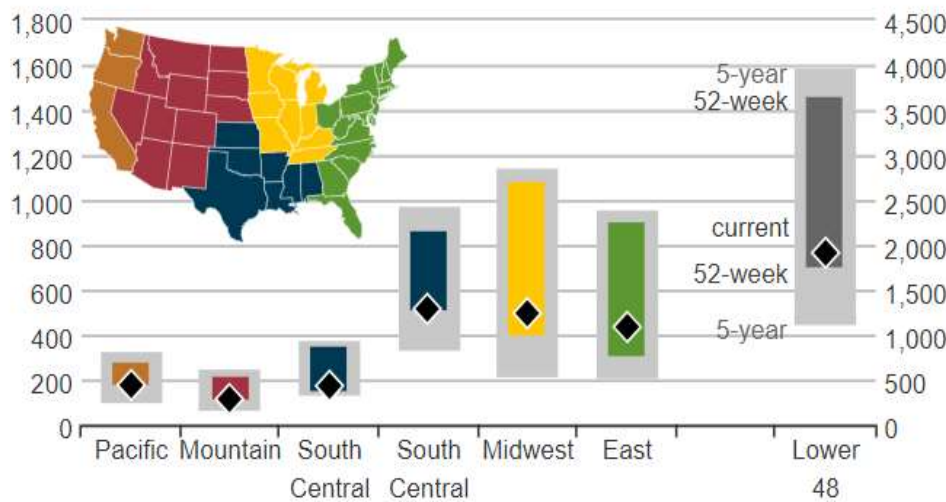 1,800
1,600
1,400
1,200
1,000
800
600
400
200
0
4,500
4,000
3,500
3,000
2,500
2,000
1,500
1,000
500
0
5-year
52-week
current
52-week
5-year
Pacific Mountain South South Midwest East Lower
Central Central 48